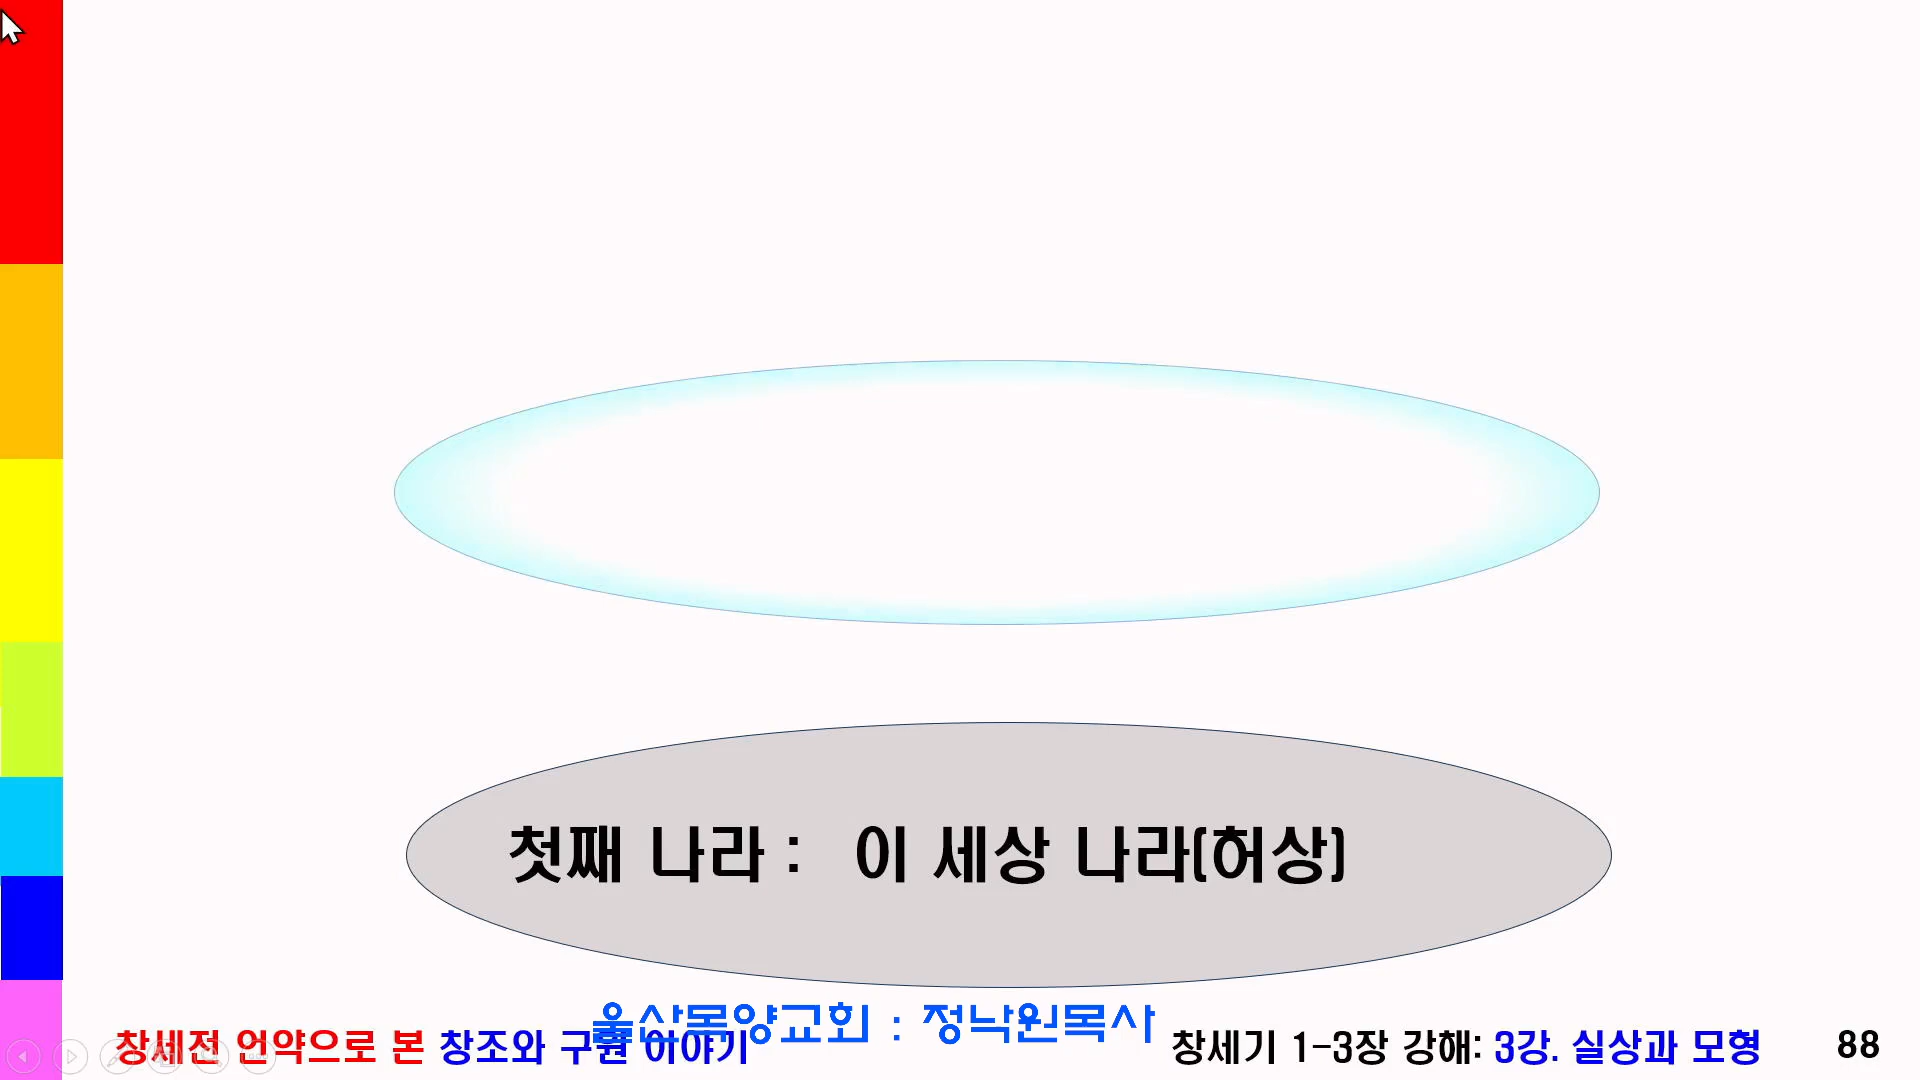 첫째 나라 : 이 세상 나라(허상)
울산목양교회 : 정낙원목사
창세전 언약으로 본 창조와 구원 이야기
창세기 1-3장 강해: 3강. 실상과 모형
88